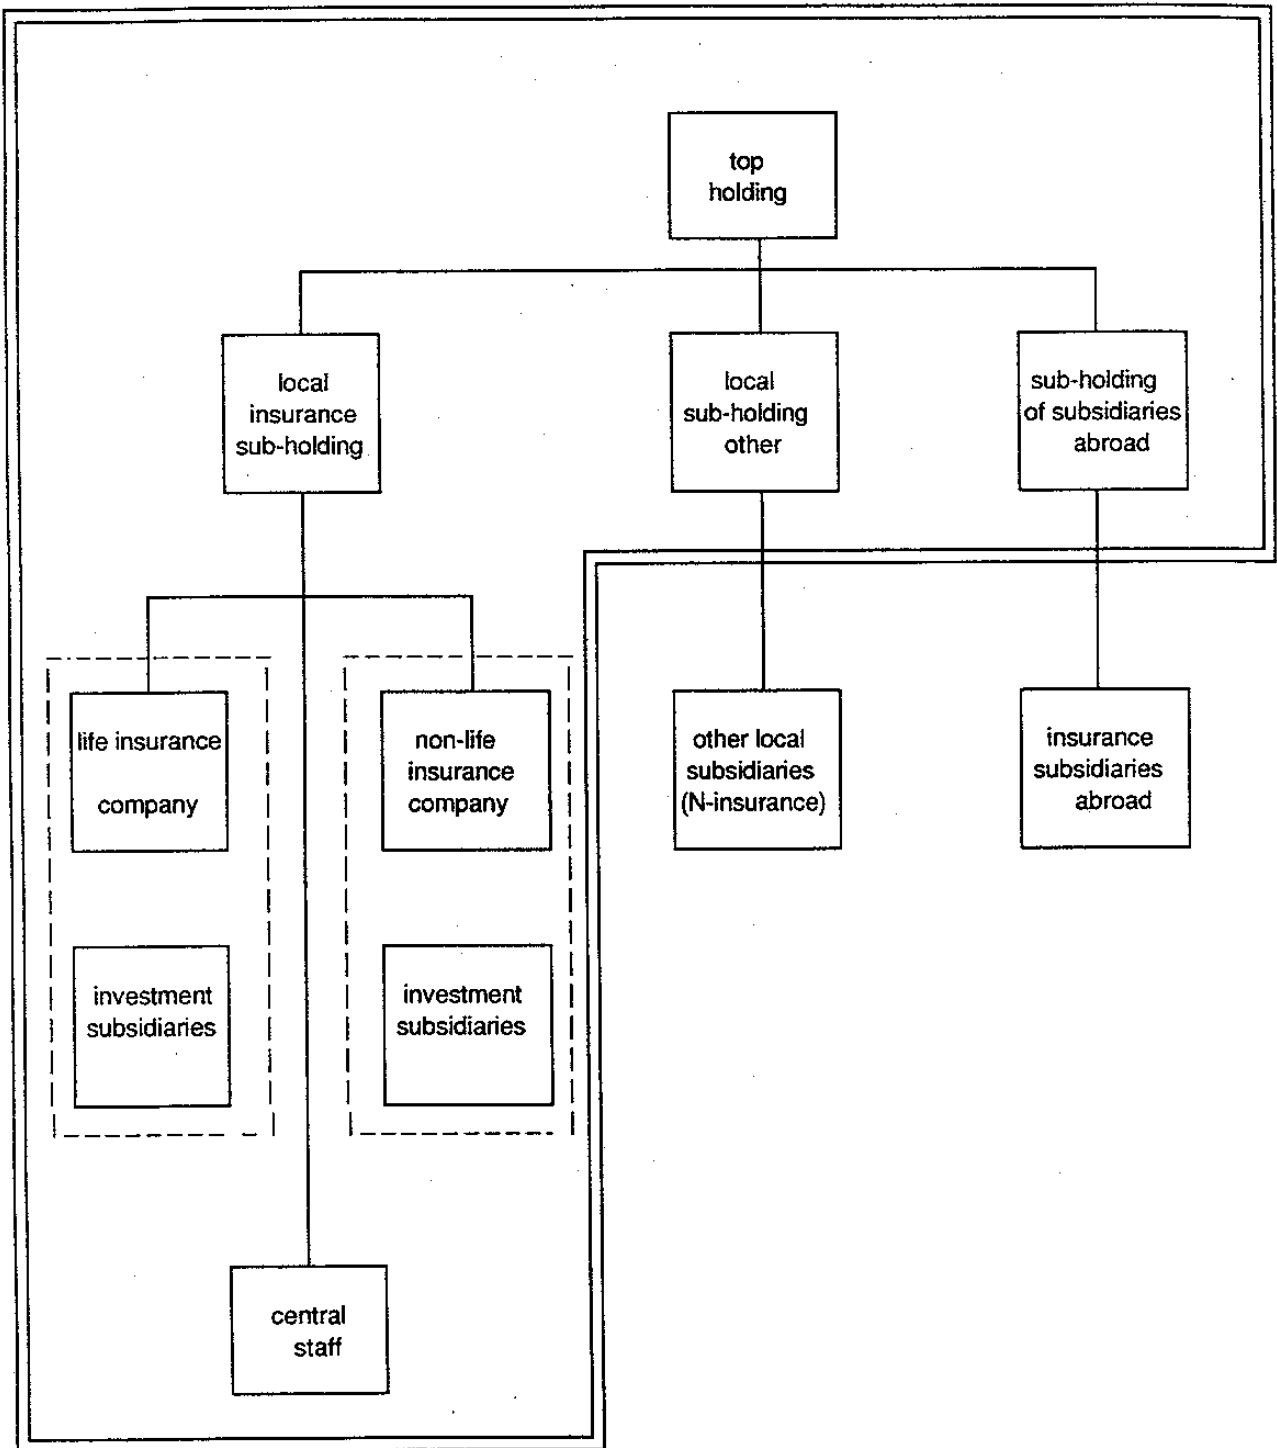 top
holding
local
insurance
sub-holding
local
sub-holding
other
sub-holding
of subsidiaries
abroad
life insurance
company
non-life
insurance
company
other local
subsidiaries
(N-insurance)
insurance
subsidiaries
abroad
investment
subsidiaries
investment
subsidiaries
central
staff